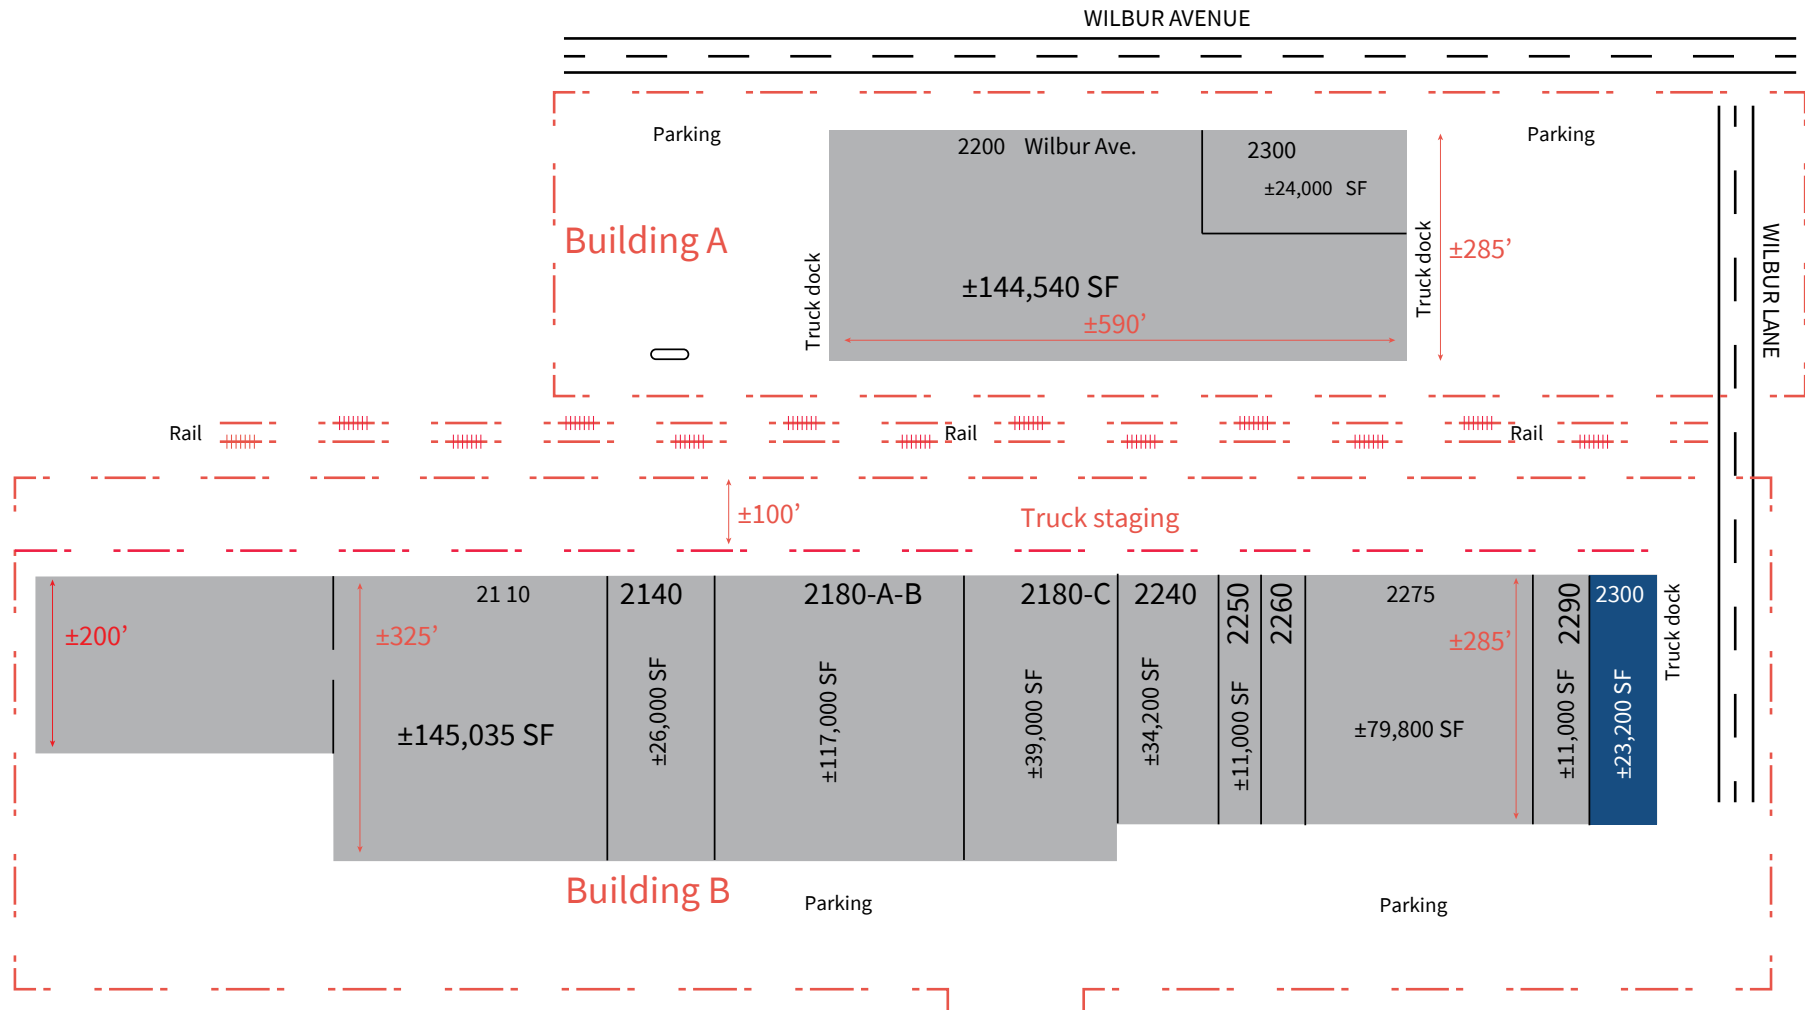 WILBUR AVENUE
Parking
2200 Wilbur Ave.
2300
±24,000 SF
Parking
Building A
Truck dock
±144,540 SF
±590’
Truck dock
±285’
WILBUR LANE
Rail
Rail
Rail
±100’
Truck staging
±200’
±325’
21 10
±145,035 SF
2140
±26,000 SF
2180-A-B
±117,000 SF
2180-C
±39,000 SF
2240
±34,200 SF
2250
±11,000 SF
2260
2275
±285’
±79,800 SF
2290
±11,000 SF
2300
±23,200 SF
Truck dock
Building B
Parking
Parking